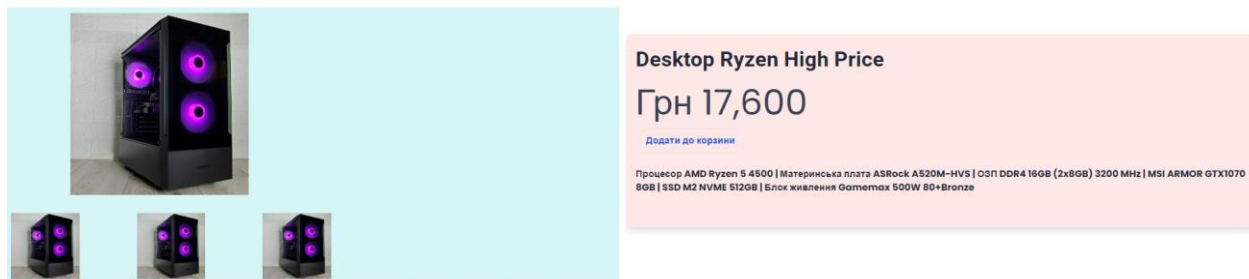 Desktop Ryzen High Price
Грн 17,600
Додати до корзини
Процесор AMD Ryzen 5 4500 | Материнська плата ASRock A520M-HVS | ОЗП DDR4 16GB (2x8GB) 3200 MHz | MSI ARMOR GTX1070
8GB | SSD M2 NVME 512GB | Блок живлення Gamemax 500W 80+Bronze